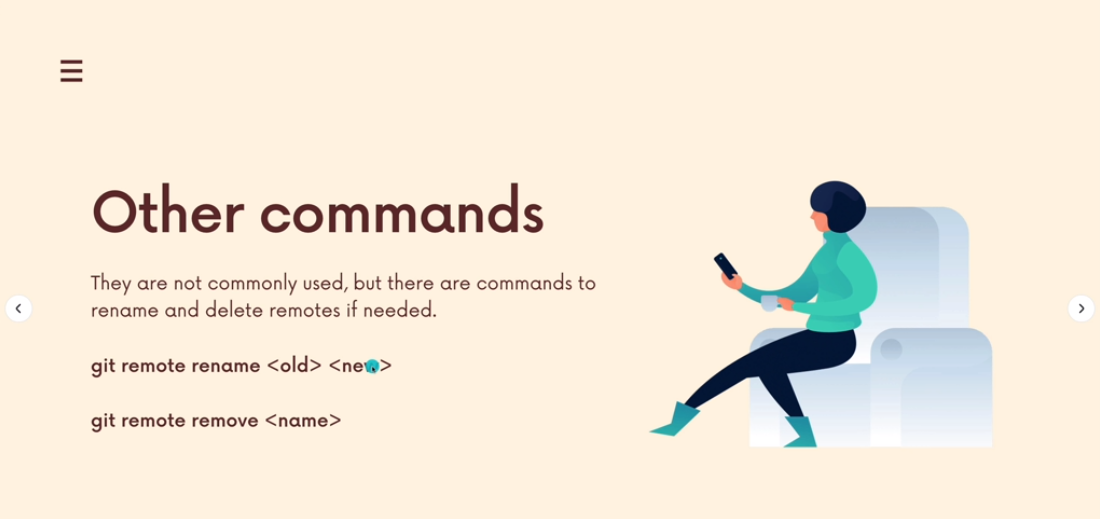 Other commands
They are not commonly used, but there are commands to
rename and delete remotes if needed.
git remote rename <old> <new>
git remote remove <name>